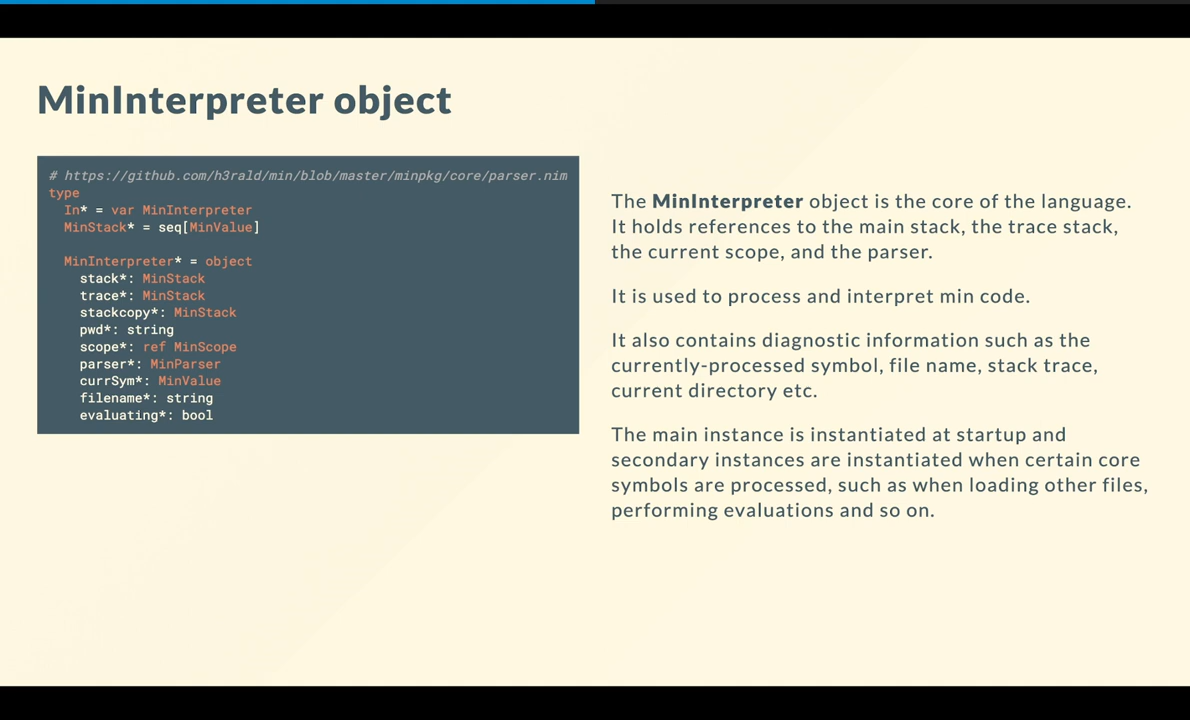 MinInterpreter object
# https://github.com/h3rald/min/blob/master/minpkg/core/parser.nim
type
  In* = var MinInterpreter
  MinStack* = seq[MinValue]
  MinInterpreter* = object
    stack*: MinStack
    trace*: MinStack
    stackcopy*: MinStack
    pwd*: string
    scope*: ref MinScope
    parser*: MinParser
    currSym*: MinValue
    filename*: string
    evaluating*: bool
The MinInterpreter object is the core of the language.
It holds references to the main stack, the trace stack,
the current scope, and the parser.
It is used to process and interpret min code.
It also contains diagnostic information such as the
currently-processed symbol, file name, stack trace,
current directory etc.
The main instance is instantiated at startup and
secondary instances are instantiated when certain core
symbols are processed, such as when loading other files,
performing evaluations and so on.